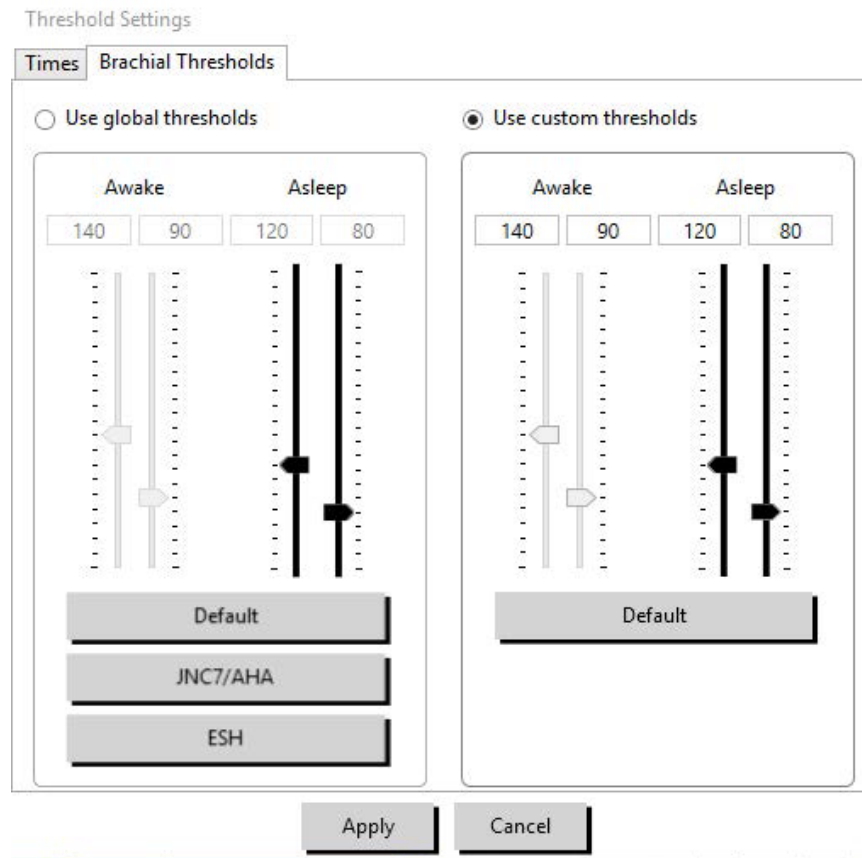 Threshold Settings
Times Brachial Thresholds
Use global thresholds
Awake Asleep
140 90 120 80
Default
JNC7/AHA
ESH
Use custom thresholds
Awake Asleep
140 90 120 80
Default
Apply Cancel